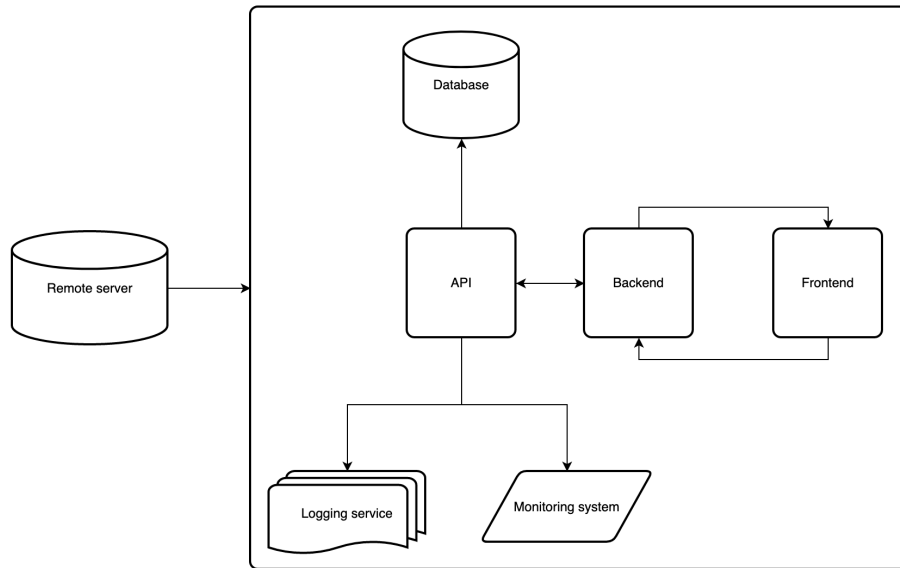 Database
Remote server
API
Backend
Frontend
Logging service
Monitoring system